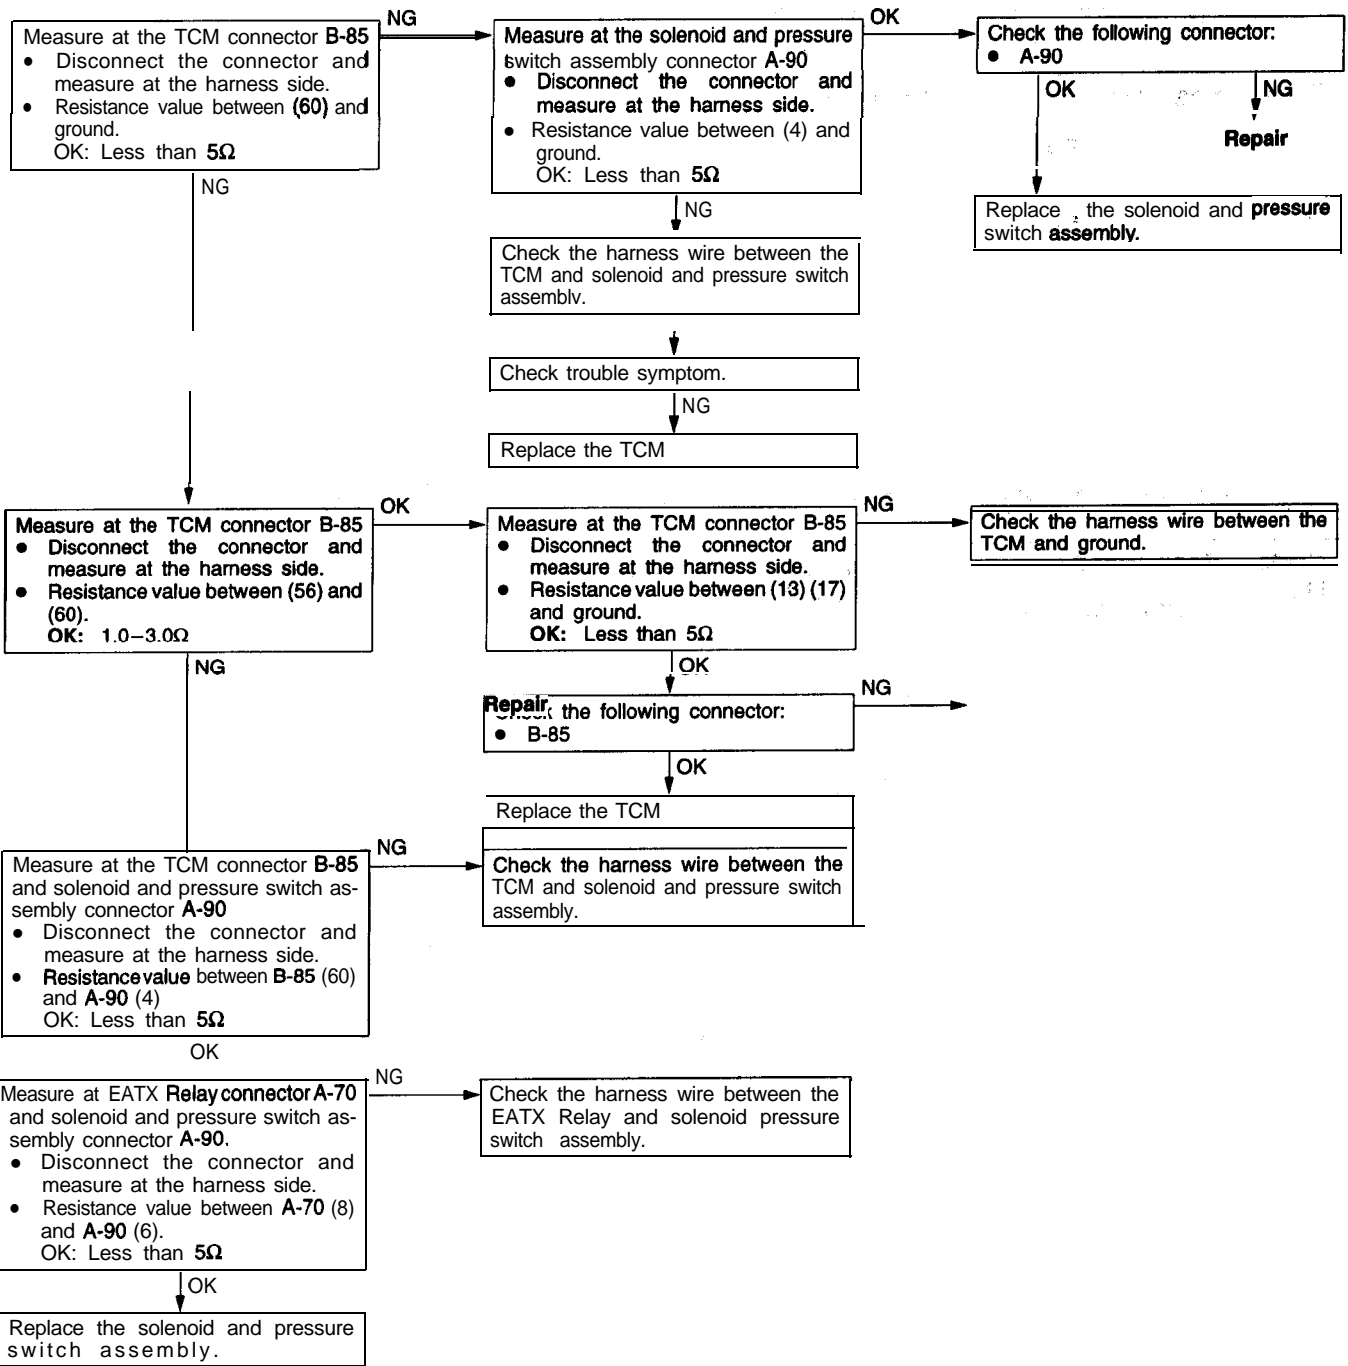 Measure at the TCM connector B-85
• Disconnect the connector and
measure at the harness side.
• Resistance value between (60) and
ground.
OK: Less than 5Ω
NG
NG
Measure at the solenoid and pressure
switch assembly connector A-90
• Disconnect the connector and
measure at the harness side.
• Resistance value between (4) and
ground.
OK: Less than 5Ω
OK
NG
Check the following connector:
• A-90
OK
NG
Repair
Replace the solenoid and pressure
switch assembly.
Check the harness wire between the
TCM and solenoid and pressure switch
assembly.
Check trouble symptom.
NG
Replace the TCM
Measure at the TCM connector B-85
• Disconnect the connector and
measure at the harness side.
• Resistance value between (56) and
(60).
OK: 1.0–3.0Ω
OK
NG
Measure at the TCM connector B-85
• Disconnect the connector and
measure at the harness side.
• Resistance value between (13) (17)
and ground.
OK: Less than 5Ω
NG
OK
Check the harness wire between the
TCM and ground.
Repair
the following connector:
• B-85
NG
OK
Replace the TCM
Measure at the TCM connector B-85
and solenoid and pressure switch as-
sembly connector A-90
• Disconnect the connector and
measure at the harness side.
• Resistance value between B-85 (60)
and A-90 (4)
OK: Less than 5Ω
NG
OK
Check the harness wire between the
TCM and solenoid and pressure switch
assembly.
Measure at EATX Relay connector A-70
and solenoid and pressure switch as-
sembly connector A-90.
• Disconnect the connector and
measure at the harness side.
• Resistance value between A-70 (8)
and A-90 (6).
OK: Less than 5Ω
NG
OK
Check the harness wire between the
EATX Relay and solenoid pressure
switch assembly.
Replace the solenoid and pressure
switch assembly.